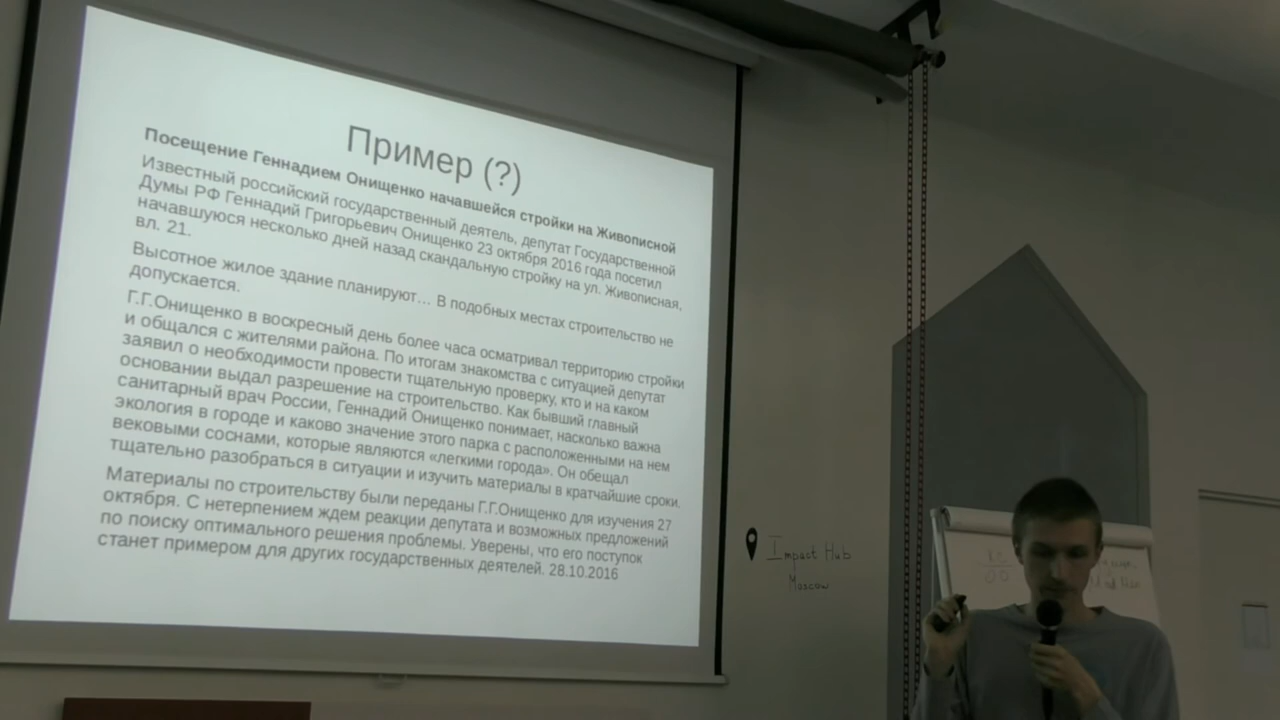 Пример (?)
Посещение Геннадием Онищенко начавшейся стройки на Живописной
Известный российский государственный деятель, депутат Государственной
Думы РФ Геннадий Григорьевич Онищенко 23 октября 2016 года посетил
начавшуюся несколько дней назад скандальную стройку на ул. Живописная,
вл. 21.
Высотное жилое здание планируют... В подобных местах строительство не
допускается.
Г.Г.Онищенко в воскресный день более часа осматривал территорию стройки
и общался с жителями района. По итогам знакомства с ситуацией депутат
заявил о необходимости провести тщательную проверку, кто и на каком
основании выдал разрешение на строительство. Как бывший главный
санитарный врач России, Геннадий Онищенко понимает, насколько важна
экология в городе и каково значение этого парка с расположенными на нем
вековыми соснами, которые являются «легкими города». Он обещал
тщательно разобраться в ситуации и изучить материалы в кратчайшие сроки.
Материалы по строительству были переданы Г.Г.Онищенко для изучения 27
октября. С нетерпением ждем реакции депутата и возможных предложений
по поиску оптимального решения проблемы. Уверены, что его поступок
станет примером для других государственных деятелей. 28.10.2016
Impact Hub
Moscow